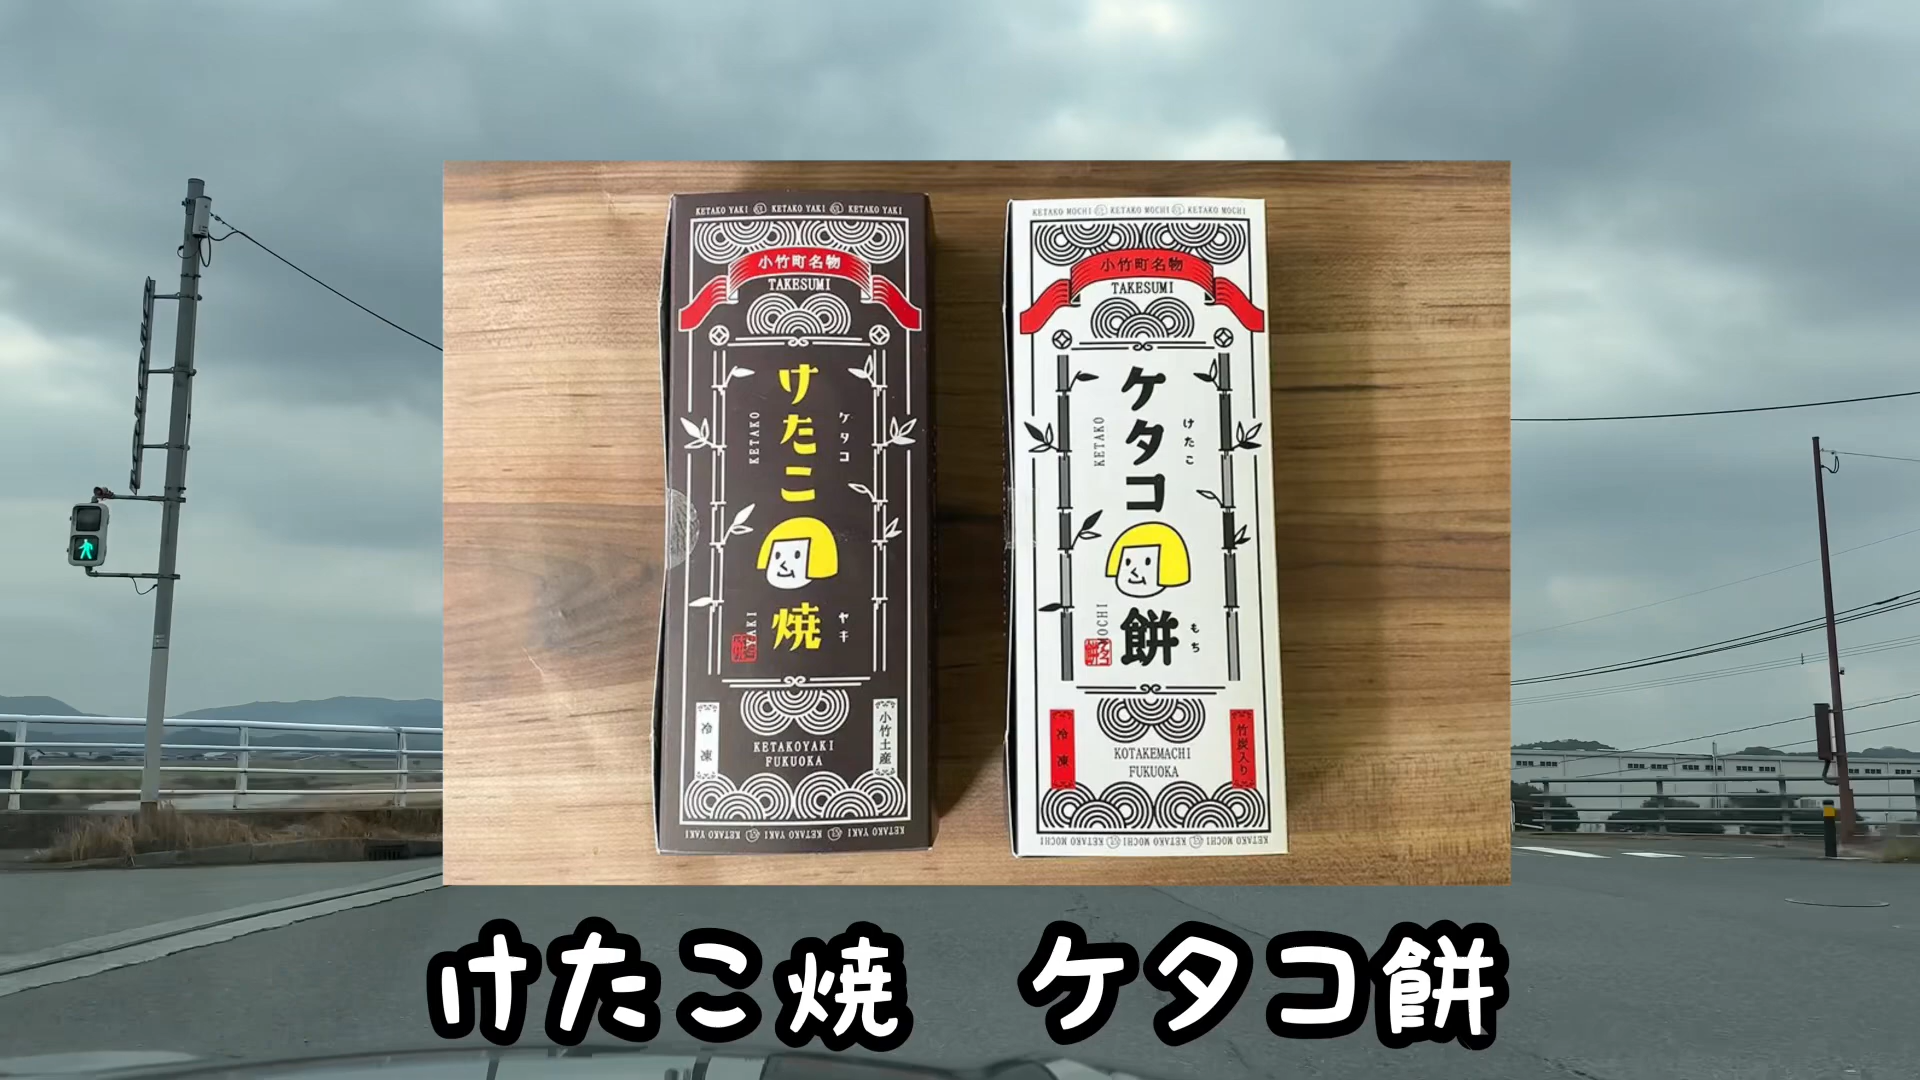 KETAKO YAKI KETAKO YAKI KETAKO YAKI
小竹町名物
TAKESUMI
けたこ
ケタコ
KETAKO
焼
ヤキ
YAKI
冷凍
小竹土産
KETAKOYAKI
FUKUOKA
KETAKO YAKI KETAKO YAKI KETAKO YAKI
KETAKO MOCHI KETAKO MOCHI KETAKO MOCHI
小竹町名物
TAKESUMI
ケタコ
けたこ
KETAKO
餅
もち
MOCHI
冷凍
竹炭入り
KOTAKEMACHI
FUKUOKA
KETAKO MOCHI KETAKO MOCHI KETAKO MOCHI
けたこ焼 ケタコ餅